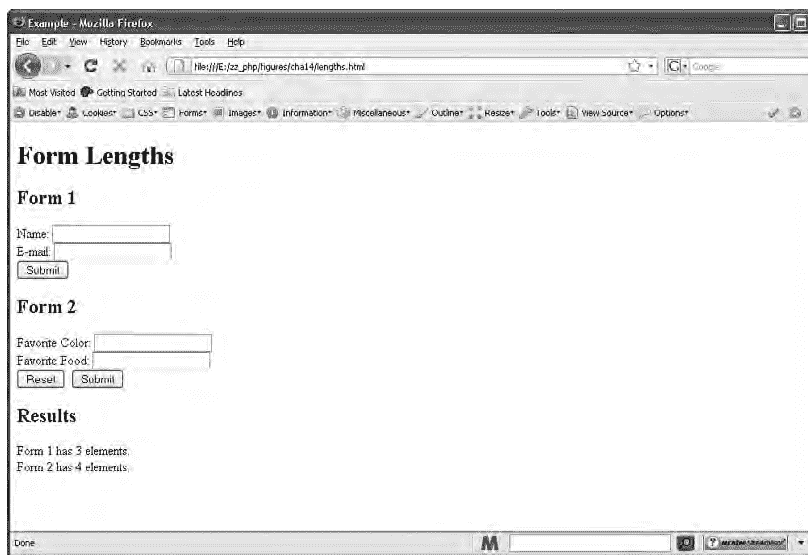 Example - Mozilla Firefox
File Edit View History Bookmarks Tools Help
file:///E:/zz_php/figures/cha14/lengths.html
G Google
Most Visited Getting Started Latest Headlines
Disable Cookies CSS Forms Images Information Miscellaneous Outline Resize Tools View Source Options
Form Lengths
Form 1
Name:
E-mail:
Submit
Form 2
Favorite Color:
Favorite Food:
Reset Submit
Results
Form 1 has 3 elements.
Form 2 has 4 elements.
Done
M